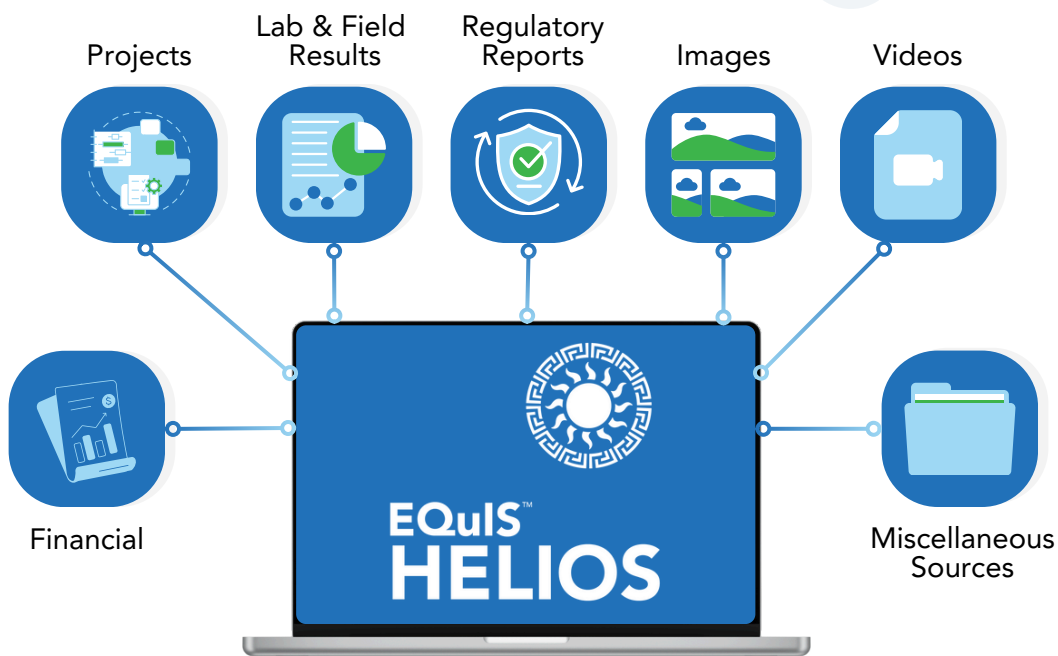 Projects
Lab & Field
Results
Regulatory
Reports
Images
Videos
$
Financial
EQuIS™
HELIOS
Miscellaneous
Sources